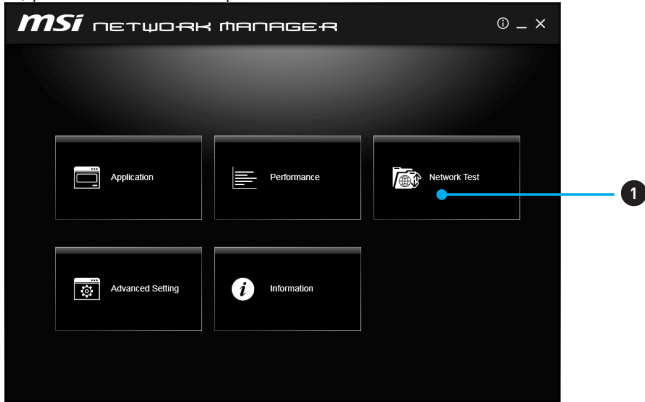 msi NETWORK MANAGER
Application
Performance
Network Test
1
Advanced Setting
Information